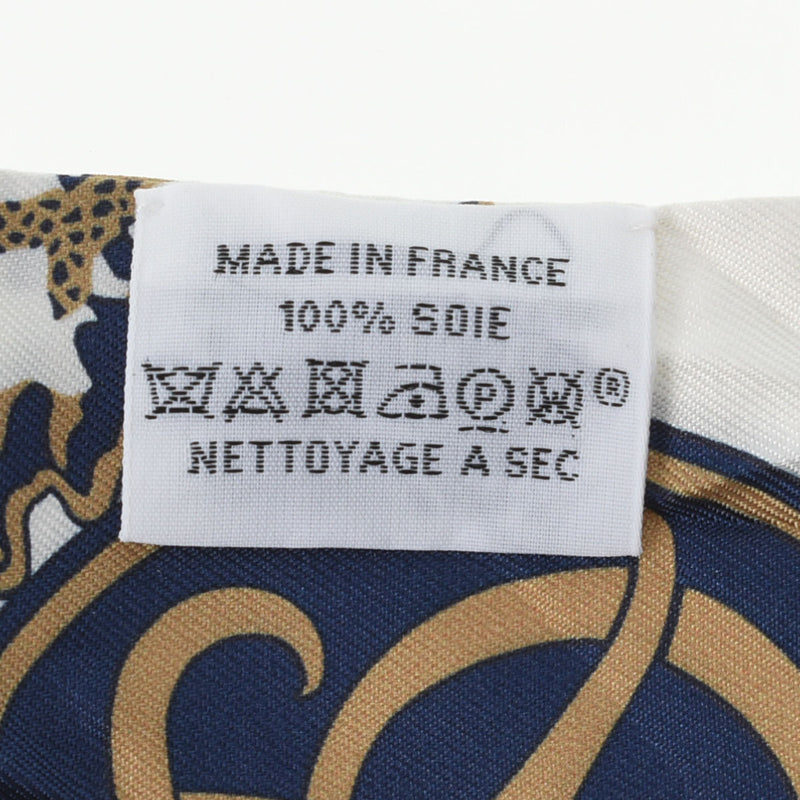 MADE IN FRANCE
100% SOIE
P ®
NETTOYAGE A SEC